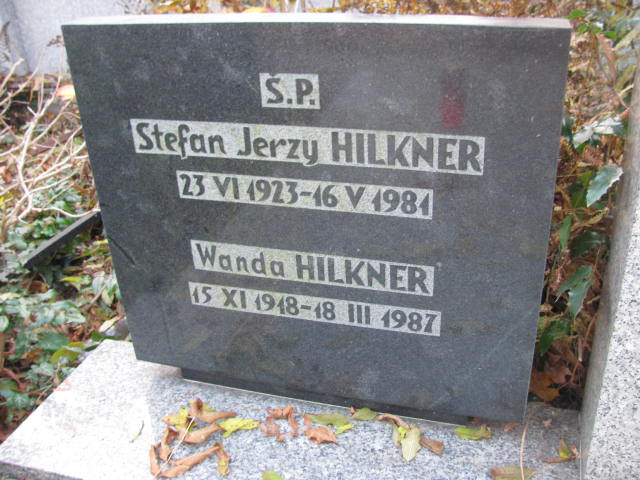 Ś.P.
Stefan Jerzy HILKNER
23 VI 1923-16 V 1981
Wanda HILKNER
15 XI 1918-18 III 1987